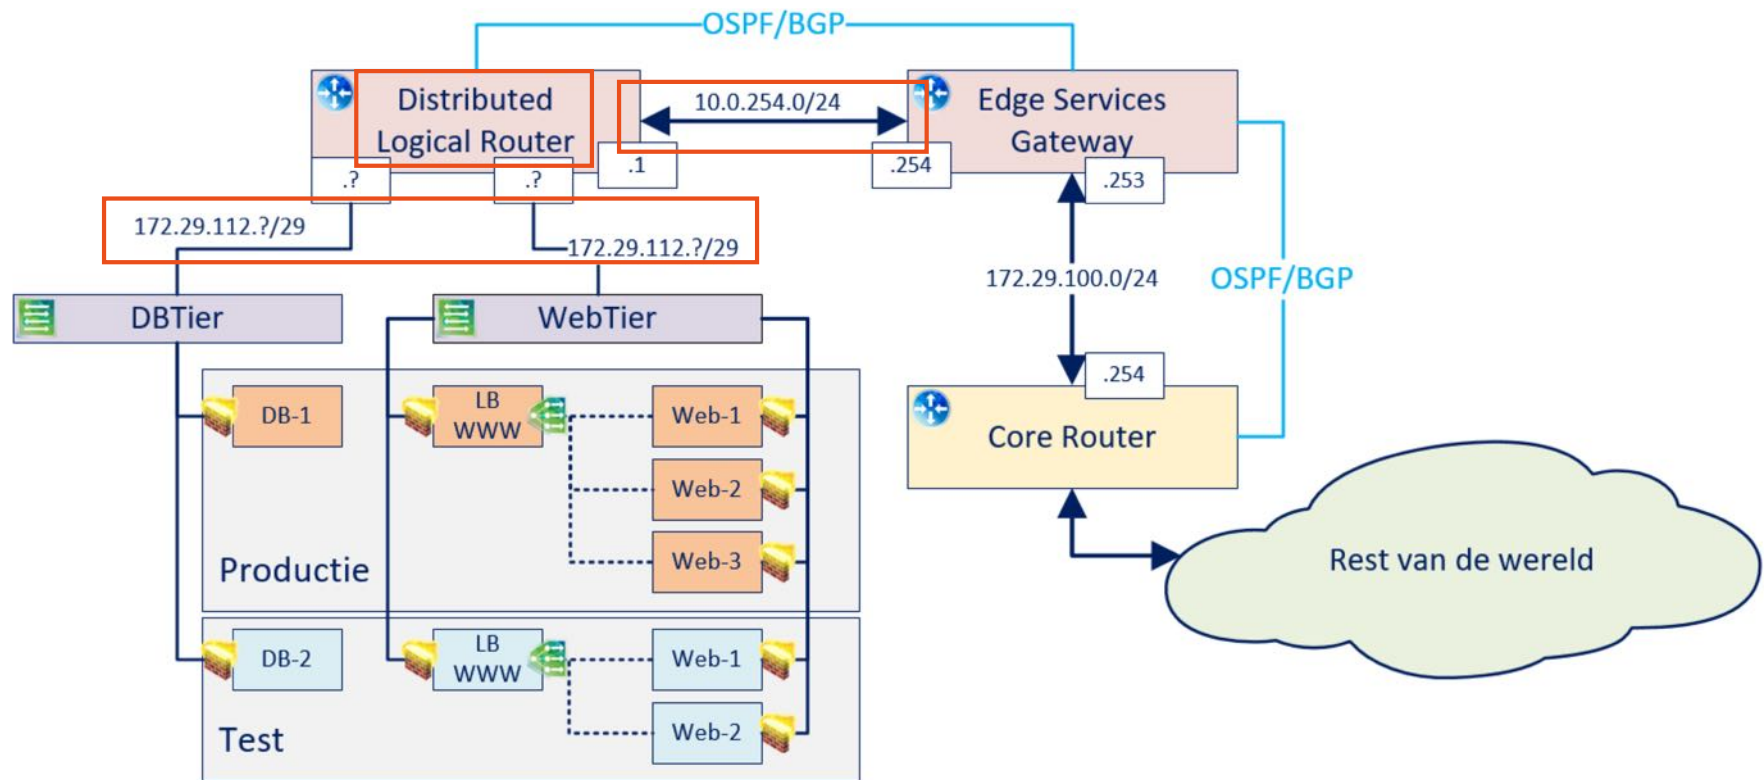 OSPF/BGP
Distributed
Logical Router
10.0.254.0/24
Edge Services
Gateway
.?
.?
.1
.254
.253
172.29.112.?/29
172.29.112.?/29
172.29.100.0/24
OSPF/BGP
DBTier
WebTier
.254
DB-1
LB
WWW
Web-1
Core Router
Web-2
Web-3
Productie
Rest van de wereld
DB-2
LB
WWW
Web-1
Web-2
Test